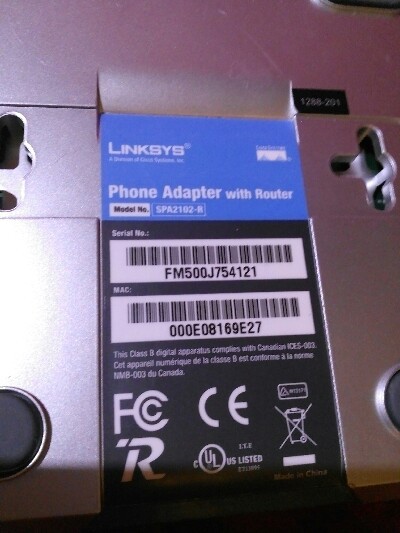 1288-201
LINKSYS®
A Division of Cisco Systems, Inc.
Phone Adapter with Router
Model No. SPA2102-R
Serial No.:
FM500J754121
MAC:
000E08169E27
This Class B digital apparatus complies with Canadian ICES-003.
Cet appareil numérique de la classe B est conforme à la norme
NMB-003 du Canada.
FC CE
R
c UL US LISTED
I.T.E
Made in China